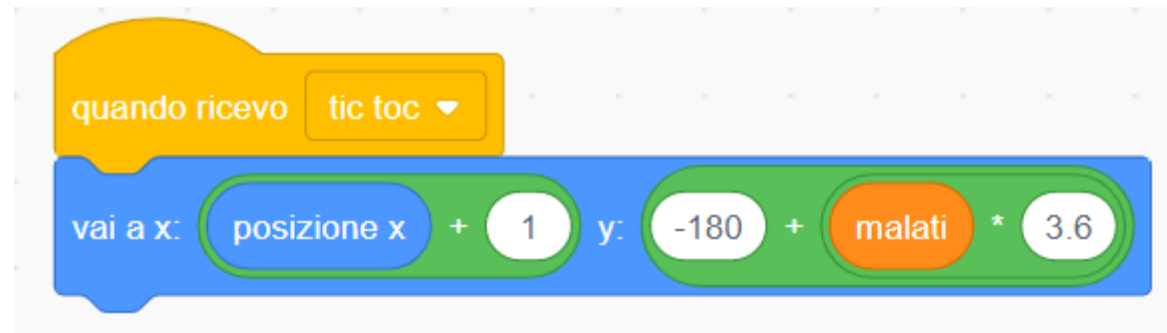 quando ricevo tic toc
vai a x: posizione x + 1 y: -180 + malati * 3.6